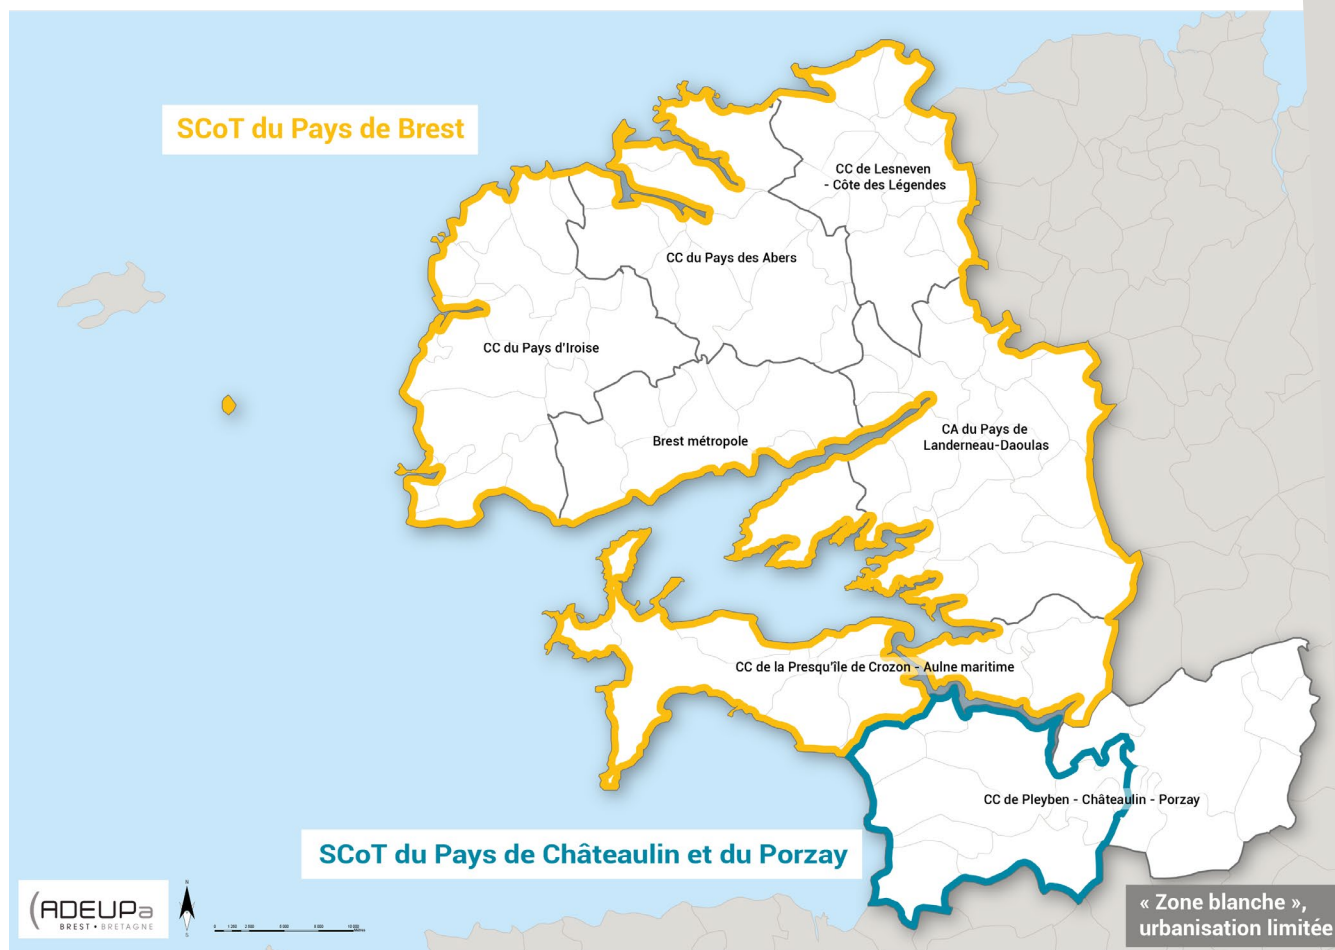 SCoT du Pays de Brest
CC de Lesneven
- Côte des Légendes
CC du Pays des Abers
CC du Pays d'Iroise
CA du Pays de
Landerneau-Daoulas
Brest métropole
CC de la Presqu'île de Crozon - Aulne maritime
CC de Pleyben - Châteaulin - Porzay
SCoT du Pays de Châteaulin et du Porzay
ADEUPa
BREST • BRETAGNE
N
S
« Zone blanche »,
urbanisation limitée